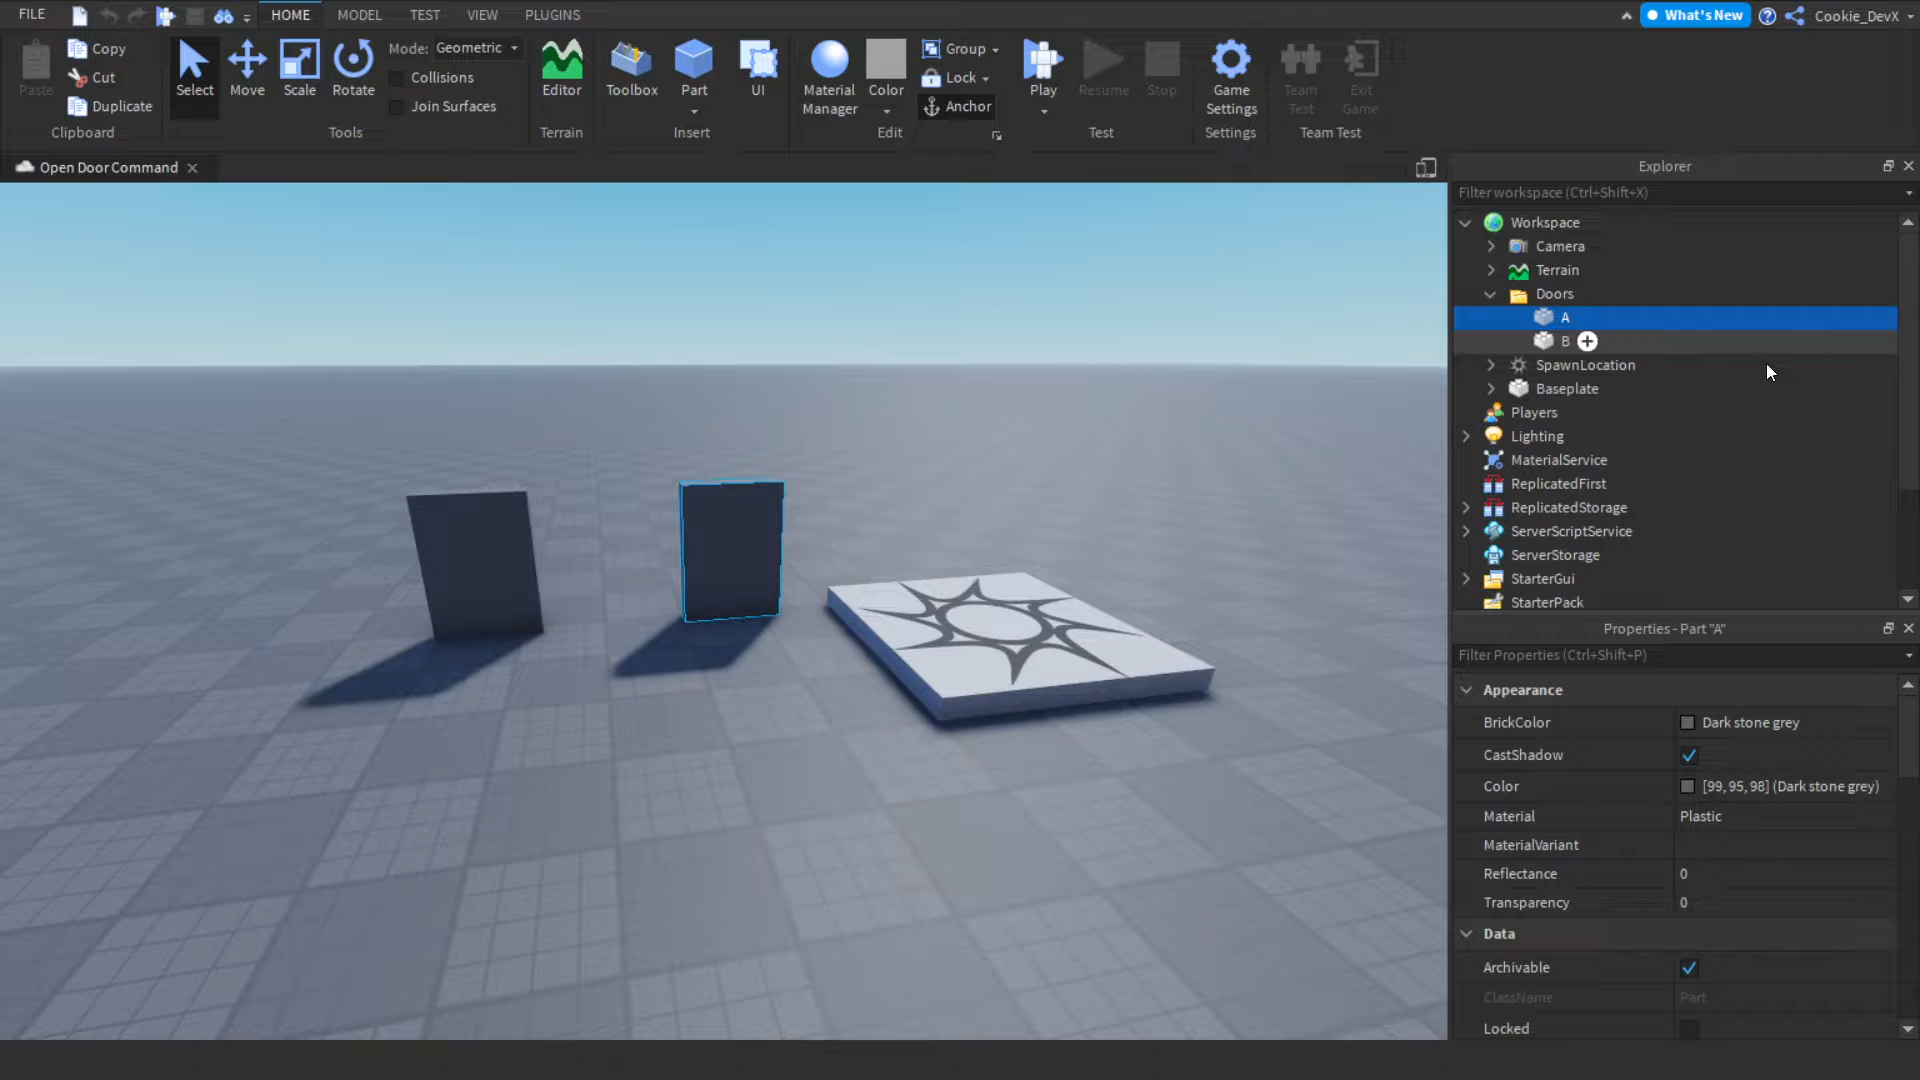 FILE
HOME
MODEL
TEST
VIEW
PLUGINS
What's New
Cookie_DevX
Paste
Copy
Cut
Duplicate
Clipboard
Select
Move
Scale
Rotate
Mode: Geometric
Collisions
Join Surfaces
Tools
Editor
Terrain
Toolbox
Part
UI
Insert
Material
Manager
Color
Group
Lock
Anchor
Edit
Play
Resume
Stop
Test
Game
Settings
Settings
Team
Test
Exit
Game
Team Test
Open Door Command
Explorer
Filter workspace (Ctrl+Shift+X)
Workspace
Camera
Terrain
Doors
A
B
SpawnLocation
Baseplate
Players
Lighting
MaterialService
ReplicatedFirst
ReplicatedStorage
ServerScriptService
ServerStorage
StarterGui
StarterPack
Properties - Part "A"
Filter Properties (Ctrl+Shift+P)
Appearance
BrickColor Dark stone grey
CastShadow
Color [99, 95, 98] (Dark stone grey)
Material Plastic
MaterialVariant
Reflectance 0
Transparency 0
Data
Archivable
ClassName Part
Locked